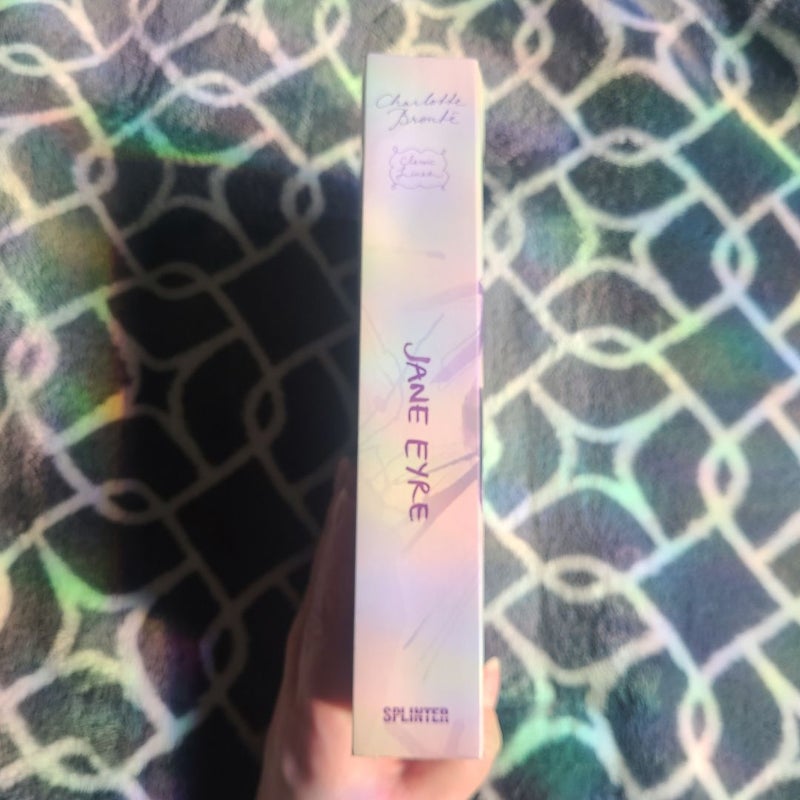 Charlotte
Brontë
Classic
Lines
JANE EYRE
SPLINTER